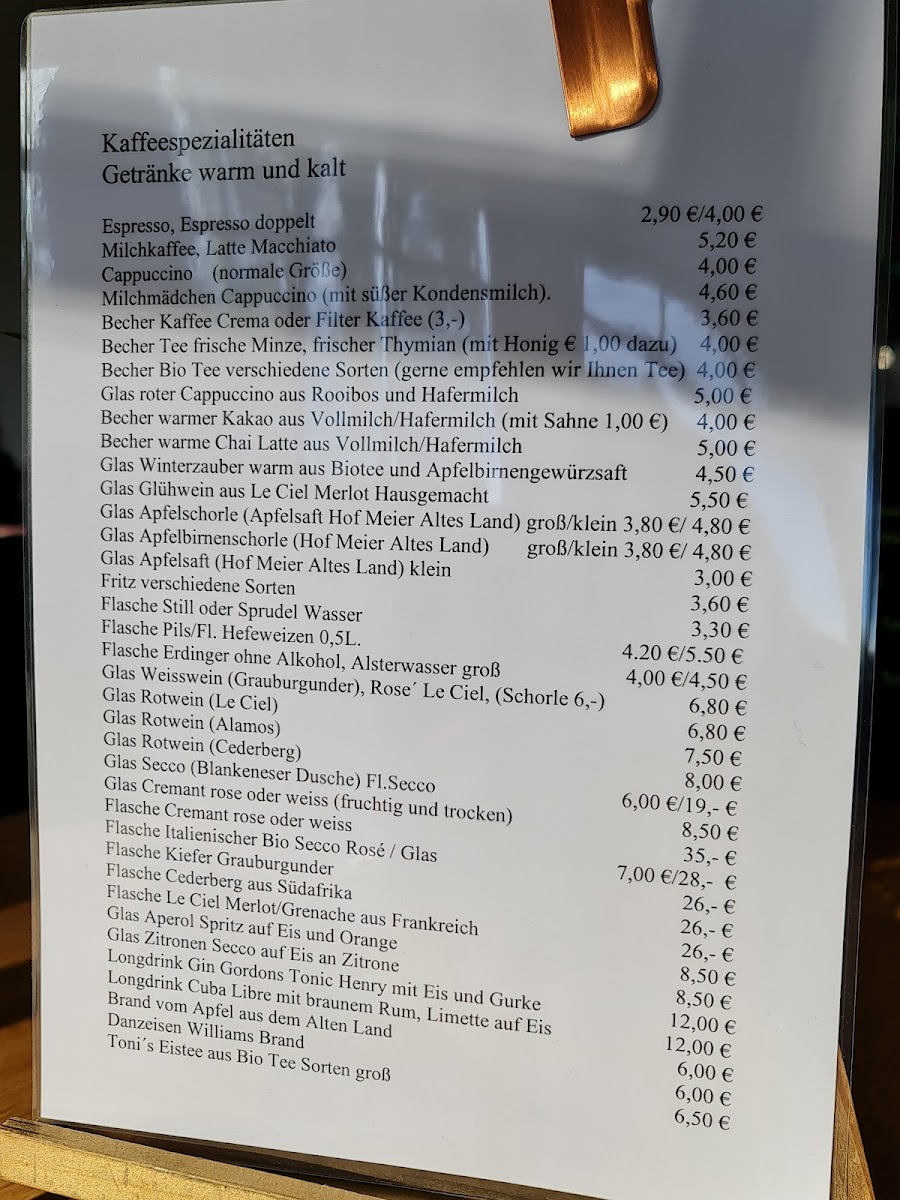 Kaffeespezialitäten
Getränke warm und kalt
Espresso, Espresso doppelt 2,90 €/4,00 €
Milchkaffee, Latte Macchiato 5,20 €
Cappuccino (normale Größe) 4,00 €
Milchmädchen Cappuccino (mit süßer Kondensmilch). 4,60 €
Becher Kaffee Crema oder Filter Kaffee (3,-) 3,60 €
Becher Tee frische Minze, frischer Thymian (mit Honig € 1,00 dazu) 4,00 €
Becher Bio Tee verschiedene Sorten (gerne empfehlen wir Ihnen Tee) 4,00 €
Glas roter Cappuccino aus Rooibos und Hafermilch 5,00 €
Becher warmer Kakao aus Vollmilch/Hafermilch (mit Sahne 1,00 €) 4,00 €
Becher warme Chai Latte aus Vollmilch/Hafermilch 5,00 €
Glas Winterzauber warm aus Biotee und Apfelbirnengewürzsaft 4,50 €
Glas Glühwein aus Le Ciel Merlot Hausgemacht 5,50 €
Glas Apfelschorle (Apfelsaft Hof Meier Altes Land) groß/klein 3,80 €/ 4,80 €
Glas Apfelbirnenschorle (Hof Meier Altes Land) groß/klein 3,80 €/ 4,80 €
Glas Apfelsaft (Hof Meier Altes Land) klein 3,00 €
Fritz verschiedene Sorten 3,60 €
Flasche Still oder Sprudel Wasser 3,30 €
Flasche Pils/Fl. Hefeweizen 0,5L. 4.20 €/5.50 €
Flasche Erdinger ohne Alkohol, Alsterwasser groß 4,00 €/4,50 €
Glas Weisswein (Grauburgunder), Rose´ Le Ciel, (Schorle 6,-) 6,80 €
Glas Rotwein (Le Ciel) 6,80 €
Glas Rotwein (Alamos) 7,50 €
Glas Rotwein (Cederberg) 8,00 €
Glas Secco (Blankeneser Dusche) Fl.Secco 6,00 €/19,- €
Glas Cremant rose oder weiss (fruchtig und trocken) 8,50 €
Flasche Cremant rose oder weiss 35,- €
Flasche Italienischer Bio Secco Rosé / Glas 7,00 €/28,- €
Flasche Kiefer Grauburgunder 26,- €
Flasche Cederberg aus Südafrika 26,- €
Flasche Le Ciel Merlot/Grenache aus Frankreich 26,- €
Glas Aperol Spritz auf Eis und Orange 8,50 €
Glas Zitronen Secco auf Eis an Zitrone 8,50 €
Longdrink Gin Gordons Tonic Henry mit Eis und Gurke 12,00 €
Longdrink Cuba Libre mit braunem Rum, Limette auf Eis 12,00 €
Brand vom Apfel aus dem Alten Land 6,00 €
Danzeisen Williams Brand 6,00 €
Toni´s Eistee aus Bio Tee Sorten groß 6,50 €